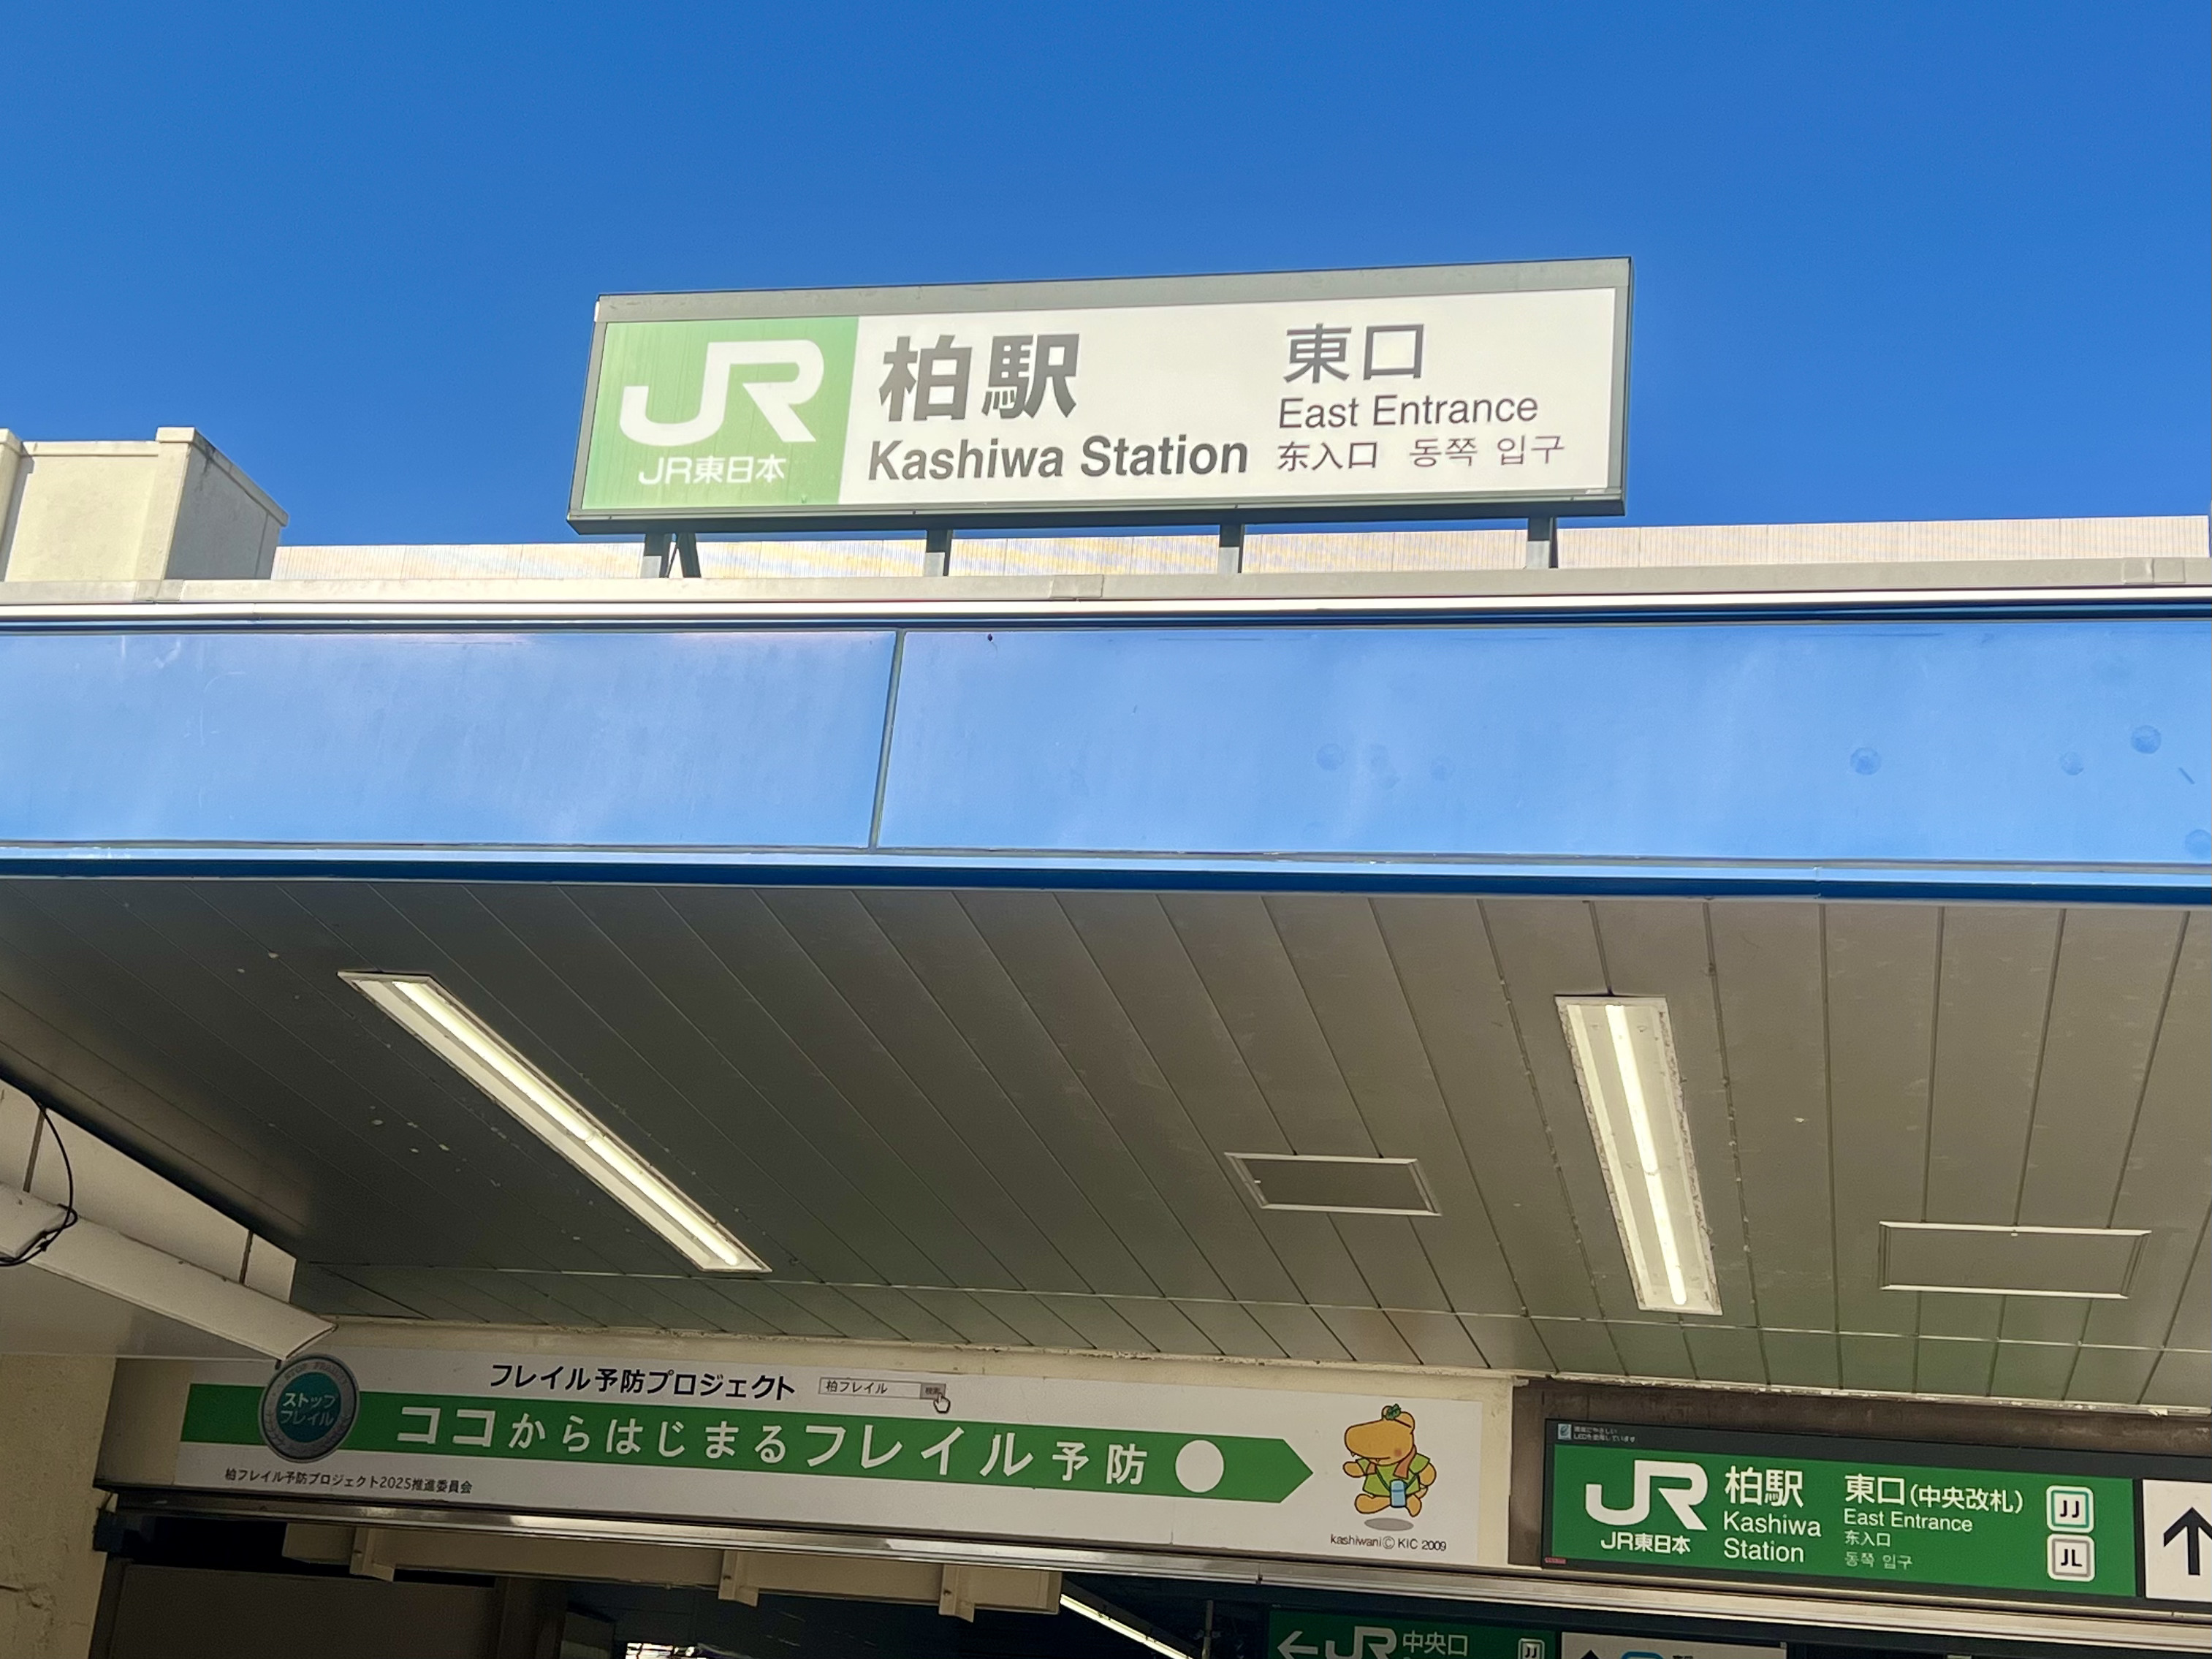 JR
JR東日本
柏駅
Kashiwa Station
東口
East Entrance
东入口 동쪽 입구
フレイル予防プロジェクト
柏フレイル 検索
ストップ
フレイル
ココからはじまるフレイル予防
柏フレイル予防プロジェクト2025推進委員会
kashiwani© KIC 2009
JR
JR東日本
柏駅
Kashiwa
Station
東口(中央改札)
East Entrance
东入口
동쪽 입구
JJ
JL
← JR 中央口
JJ